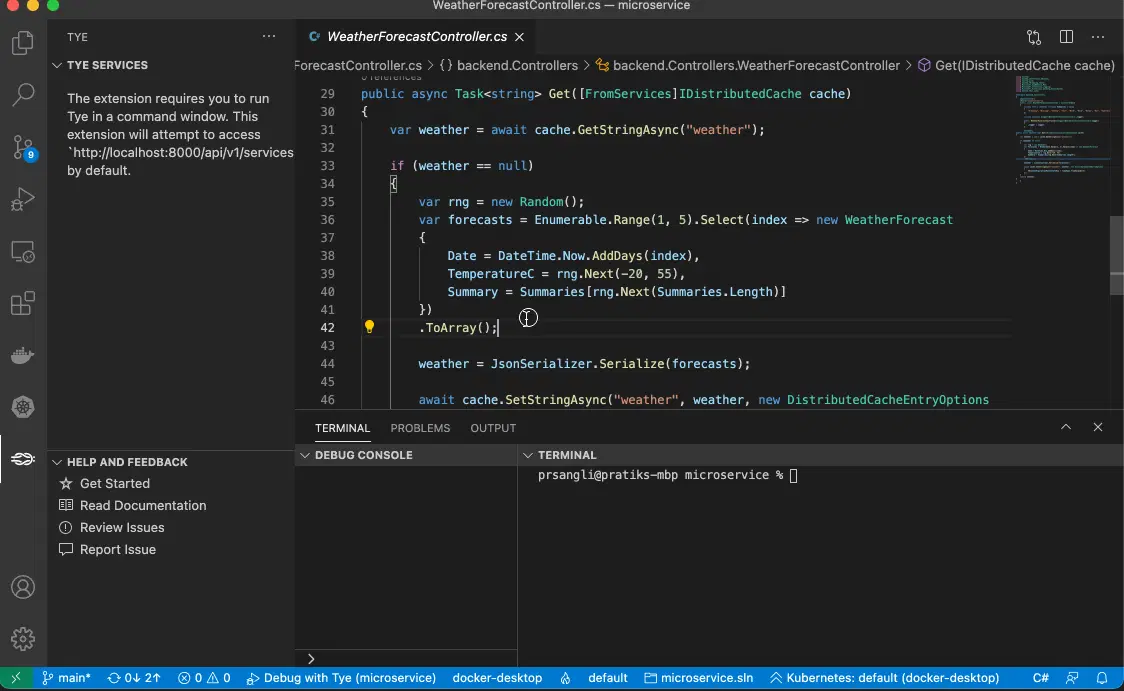 WeatherForecastController.cs — microservice
TYE
TYE SERVICES
The extension requires you to run
Tye in a command window. This
extension will attempt to access
`http://localhost:8000/api/v1/services
by default.
HELP AND FEEDBACK
Get Started
Read Documentation
Review Issues
Report Issue
9
C# WeatherForecastController.cs
ForecastController.cs > {} backend.Controllers > backend.Controllers.WeatherForecastController > Get(IDistributedCache cache)
0 references
29 public async Task<string> Get([FromServices]IDistributedCache cache)
30 {
31 var weather = await cache.GetStringAsync("weather");
32
33 if (weather == null)
34 {
35 var rng = new Random();
36 var forecasts = Enumerable.Range(1, 5).Select(index => new WeatherForecast
37 {
38 Date = DateTime.Now.AddDays(index),
39 TemperatureC = rng.Next(-20, 55),
40 Summary = Summaries[rng.Next(Summaries.Length)]
41 })
42 .ToArray();
43
44 weather = JsonSerializer.Serialize(forecasts);
45
46 await cache.SetStringAsync("weather", weather, new DistributedCacheEntryOptions
TERMINAL PROBLEMS OUTPUT
DEBUG CONSOLE
TERMINAL
prsangli@pratiks-mbp microservice %
main* 0↓ 2↑ 0 0 Debug with Tye (microservice) docker-desktop default microservice.sln Kubernetes: default (docker-desktop) C#